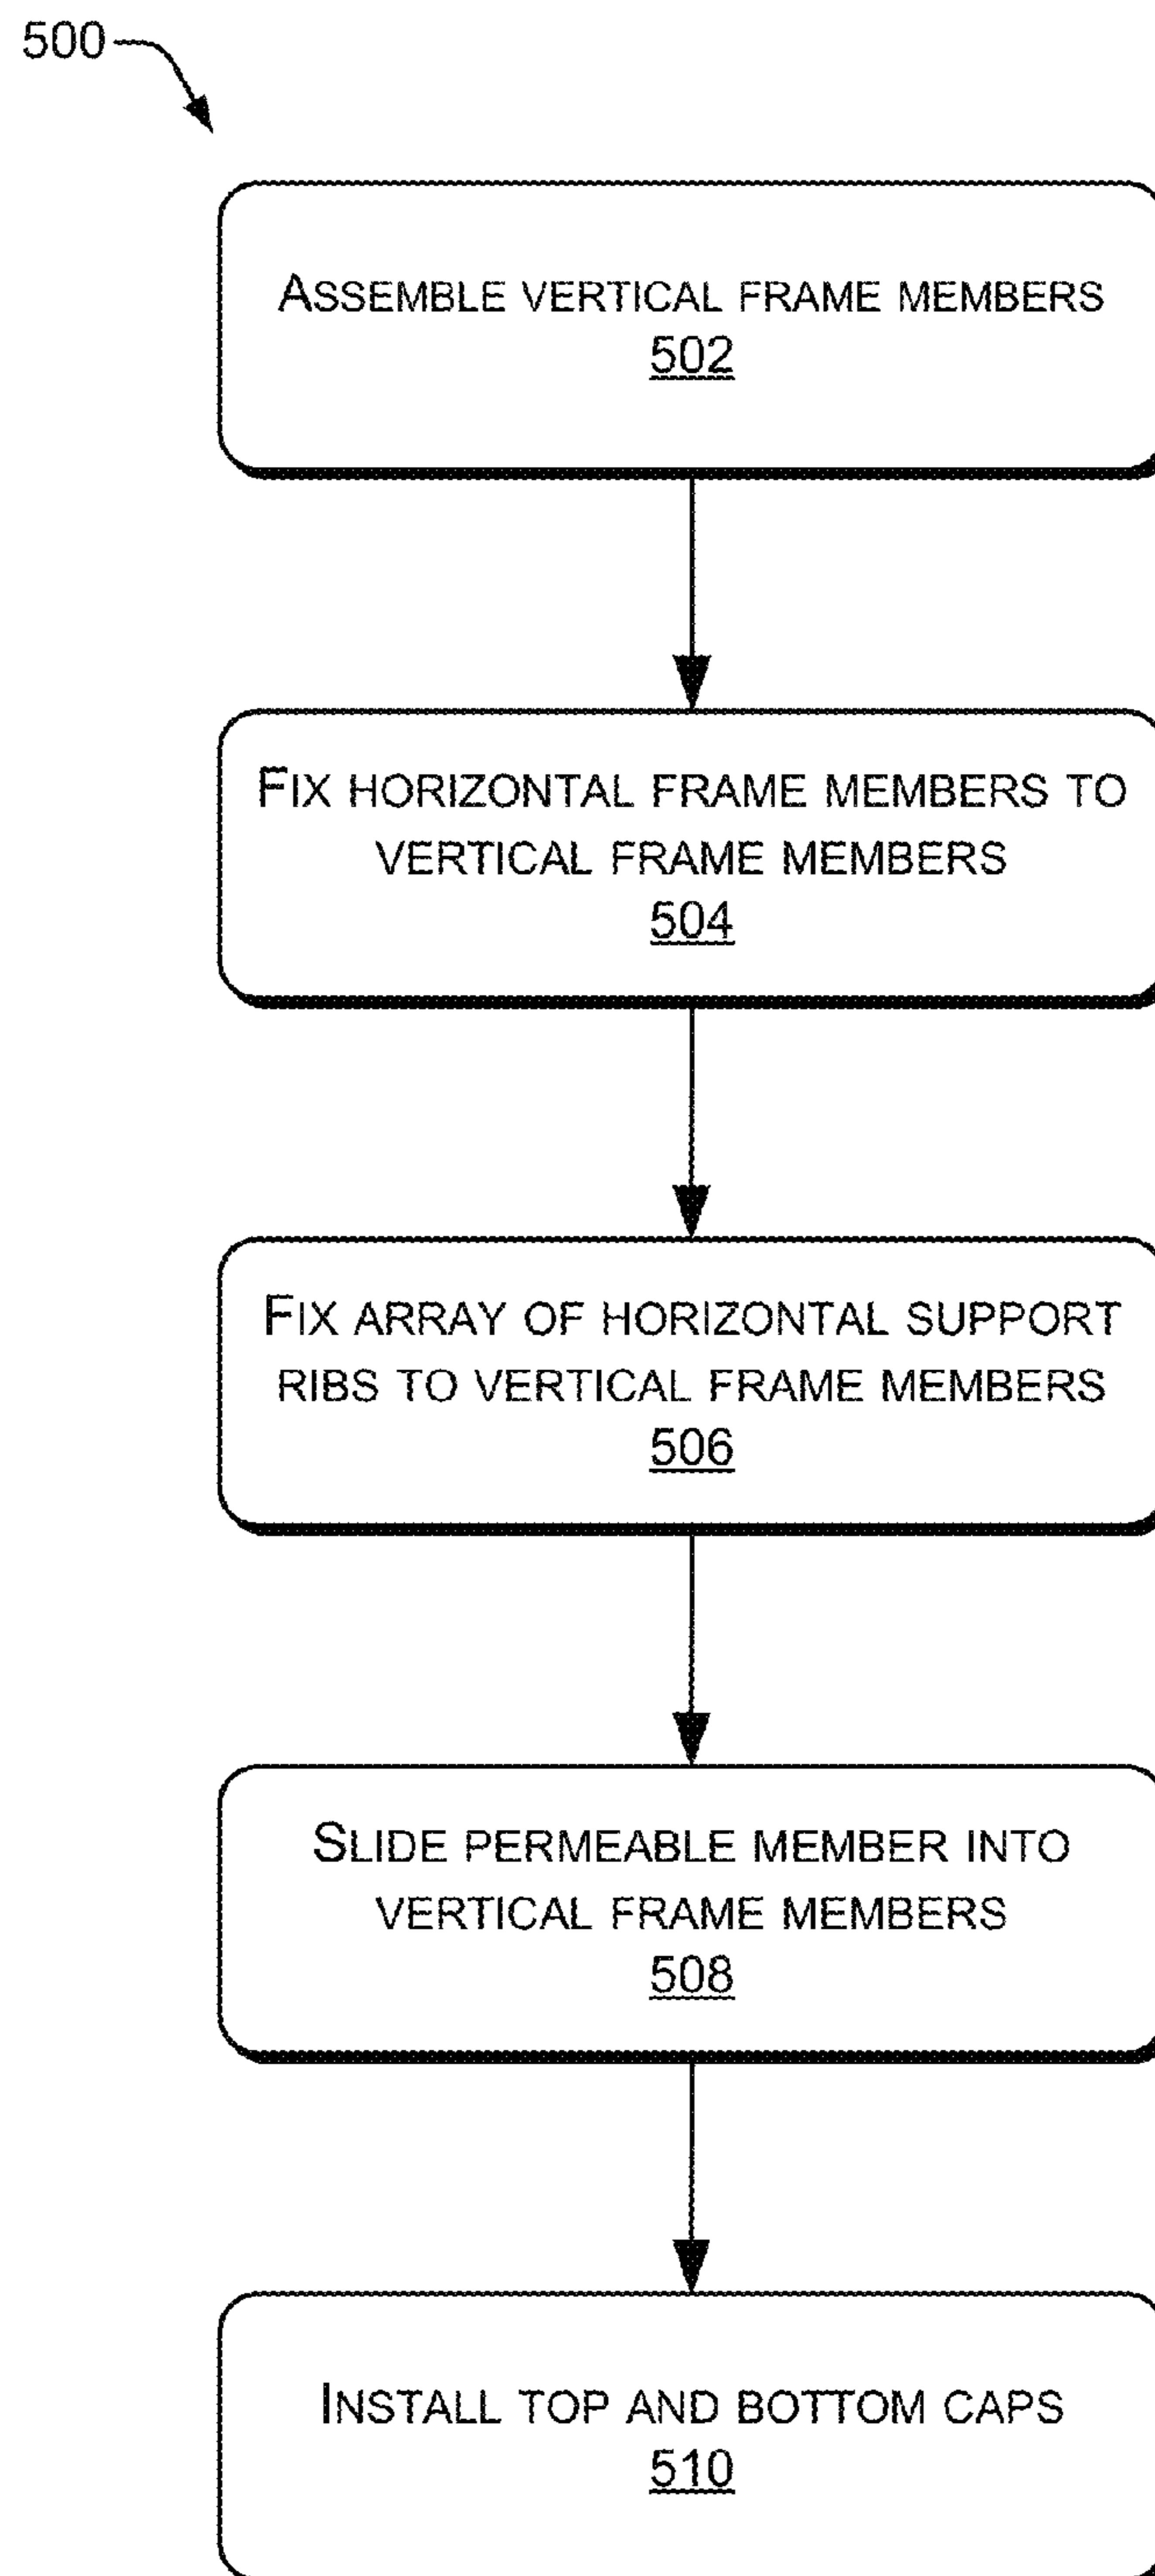 500
ASSEMBLE VERTICAL FRAME MEMBERS
502
FIX HORIZONTAL FRAME MEMBERS TO
VERTICAL FRAME MEMBERS
504
FIX ARRAY OF HORIZONTAL SUPPORT
RIBS TO VERTICAL FRAME MEMBERS
506
SLIDE PERMEABLE MEMBER INTO
VERTICAL FRAME MEMBERS
508
INSTALL TOP AND BOTTOM CAPS
510